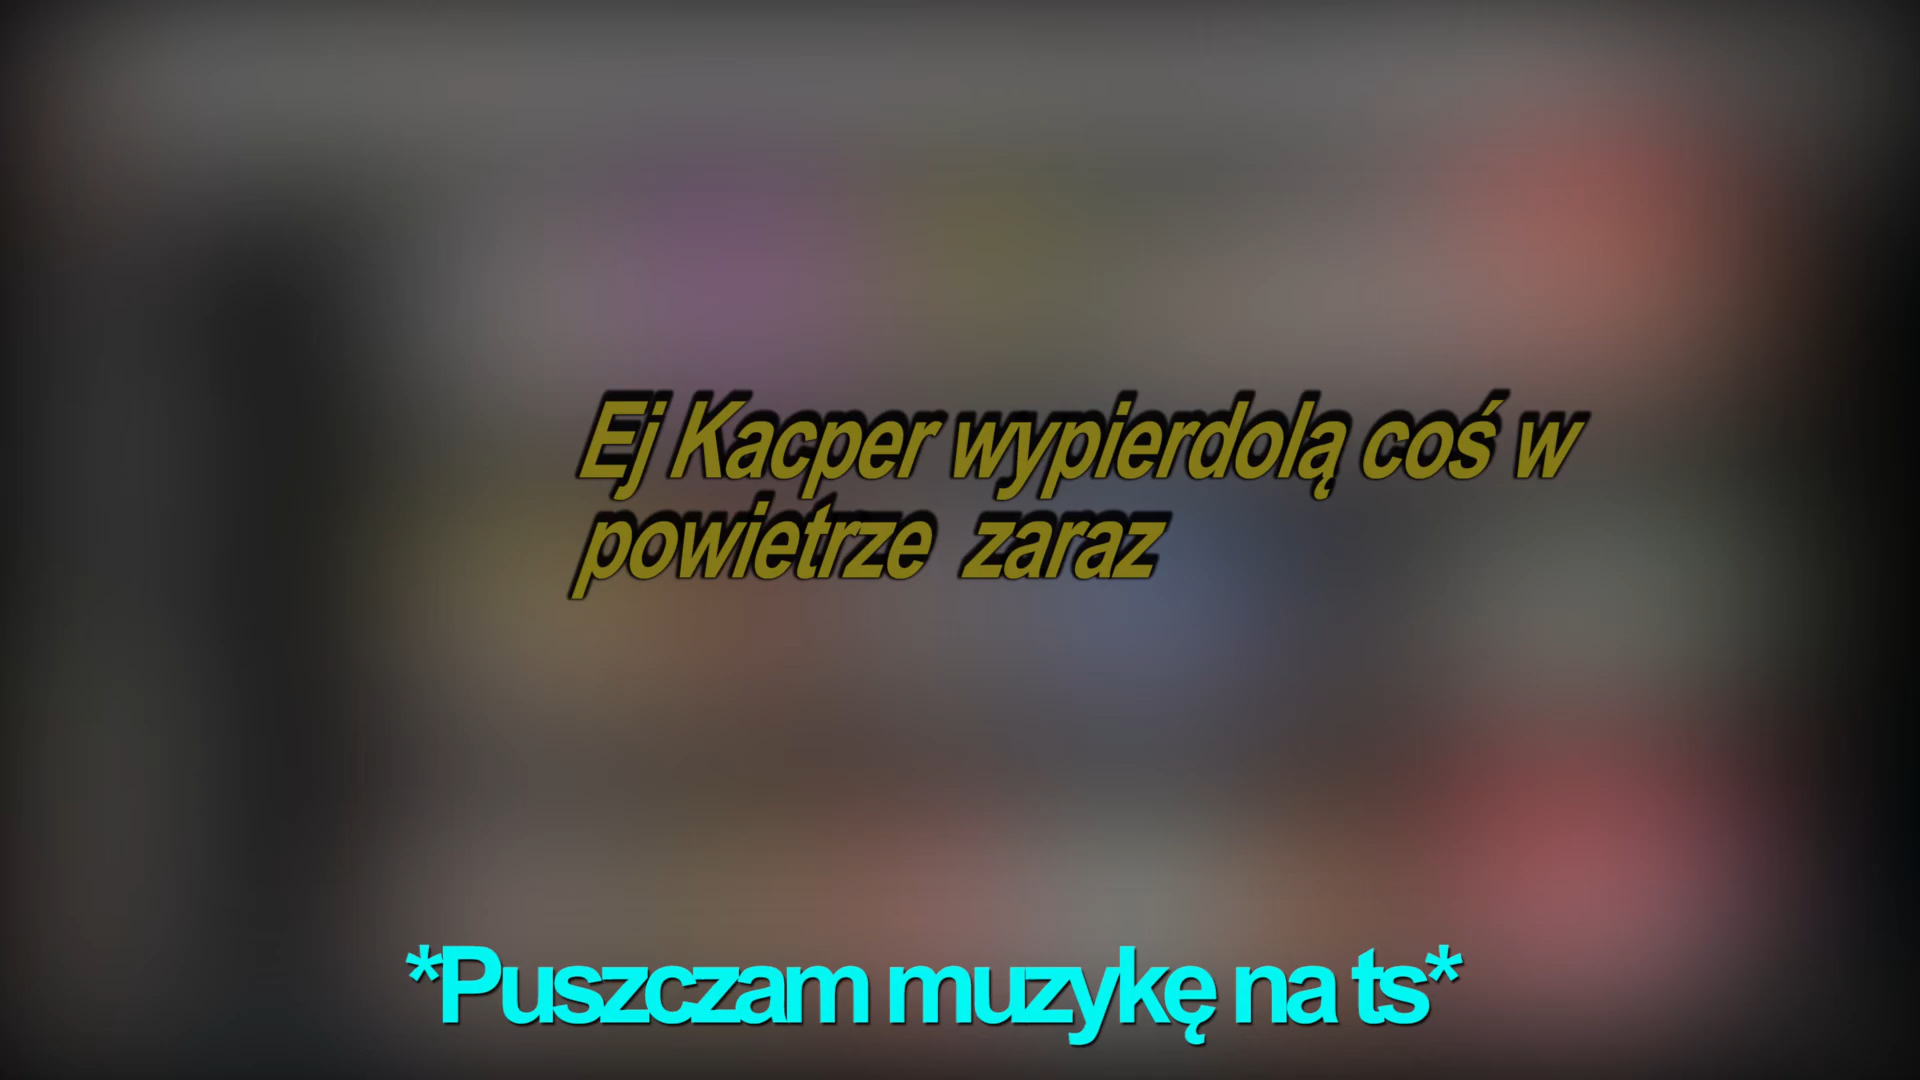 Ej Kacper wypierdolą coś w
powietrze zaraz
*Puszczam muzykę na ts*